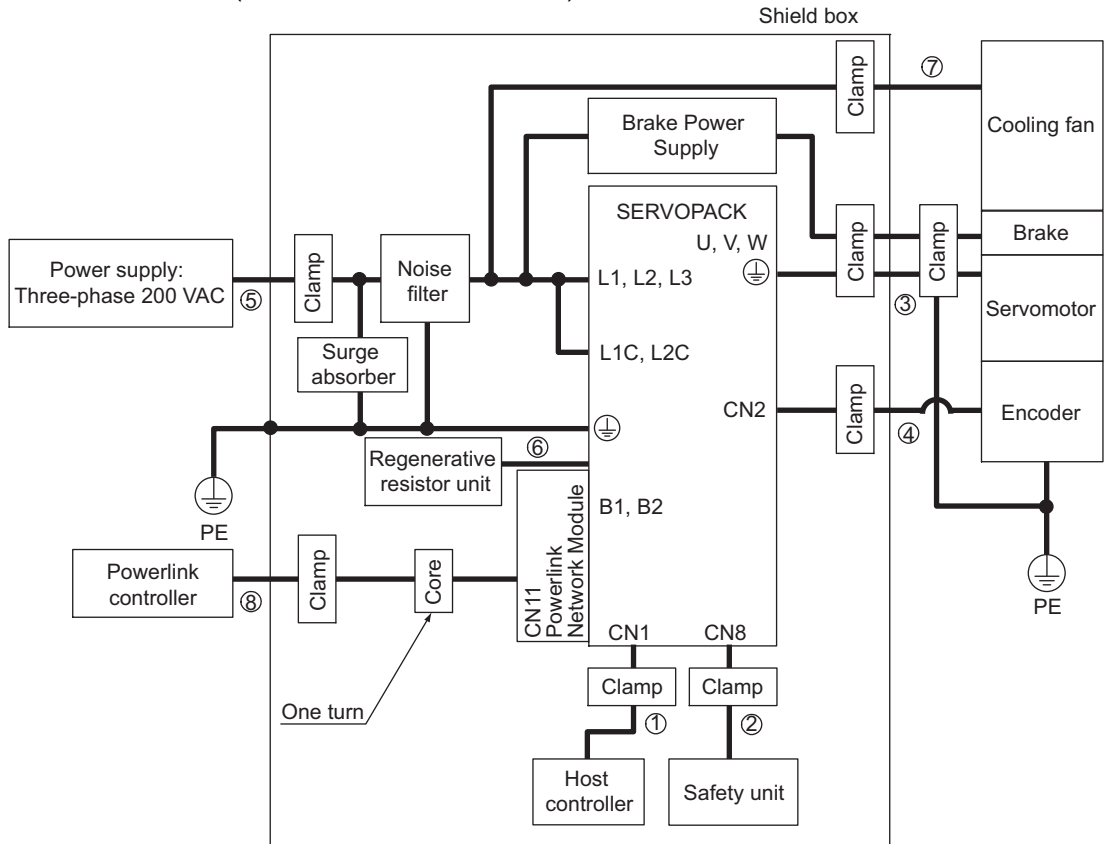 Shield box
Clamp
⑦
Cooling fan
Brake Power
Supply
SERVOPACK
U, V, W
Clamp
Clamp
Brake
Power supply:
Three-phase 200 VAC
⑤
Clamp
Noise
filter
L1, L2, L3
③
Servomotor
Surge
absorber
L1C, L2C
CN2
Clamp
④
Encoder
Regenerative
resistor unit
⑥
B1, B2
PE
PE
Powerlink
controller
⑧
Clamp
Core
CN11
Powerlink
Network Module
One turn
CN1
CN8
Clamp
Clamp
①
②
Host
controller
Safety unit